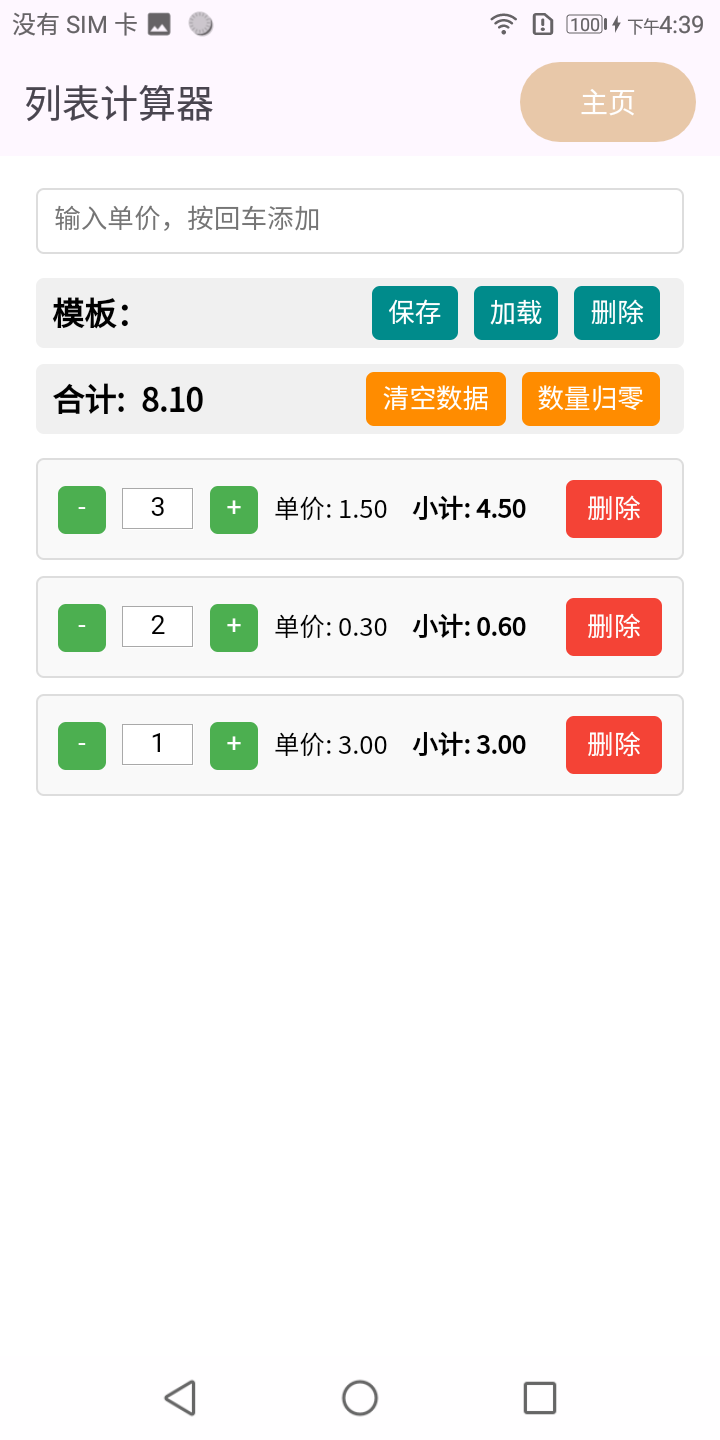 没有 SIM 卡 100 下午4:39
列表计算器 主页
输入单价，按回车添加
模板： 保存 加载 删除
合计: 8.10 清空数据 数量归零
- 3 + 单价: 1.50 小计: 4.50 删除
- 2 + 单价: 0.30 小计: 0.60 删除
- 1 + 单价: 3.00 小计: 3.00 删除